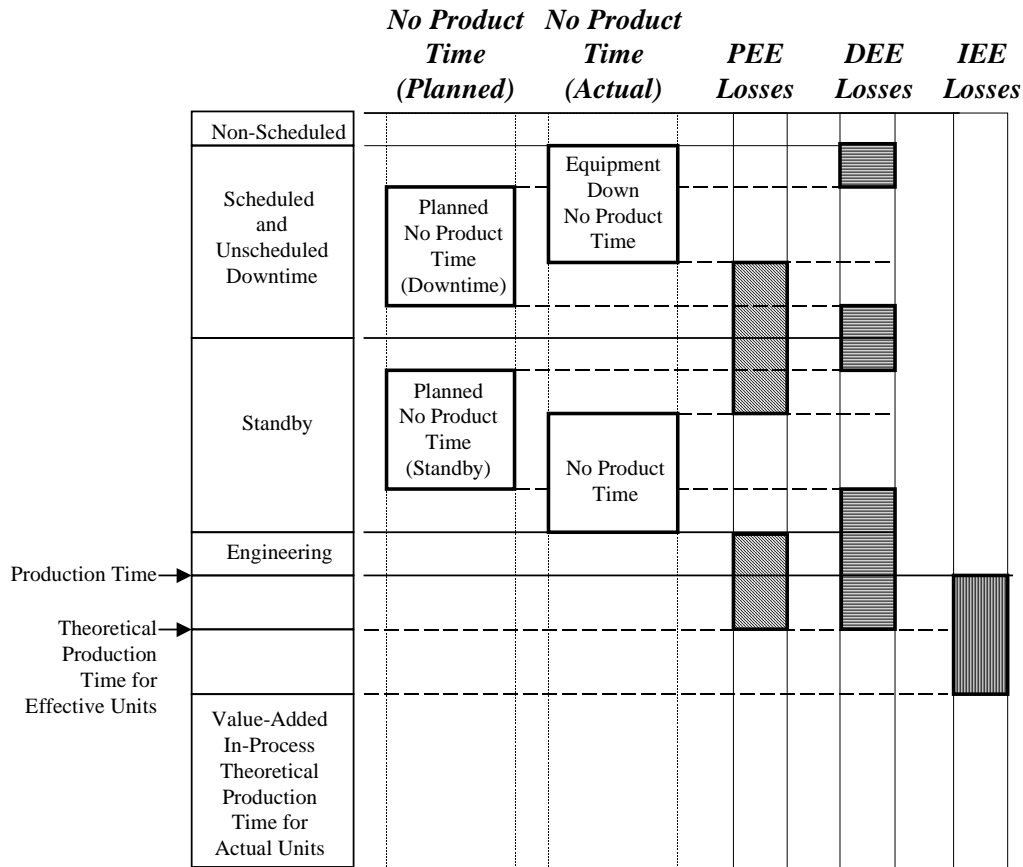 No Product
Time
(Planned)
No Product
Time
(Actual)
PEE
Losses
DEE
Losses
IEE
Losses
Non-Scheduled
Scheduled
and
Unscheduled
Downtime
Planned
No Product
Time
(Downtime)
Equipment
Down
No Product
Time
Standby
Planned
No Product
Time
(Standby)
No Product
Time
Engineering
Production Time
Theoretical
Production
Time for
Effective Units
Value-Added
In-Process
Theoretical
Production
Time for
Actual Units